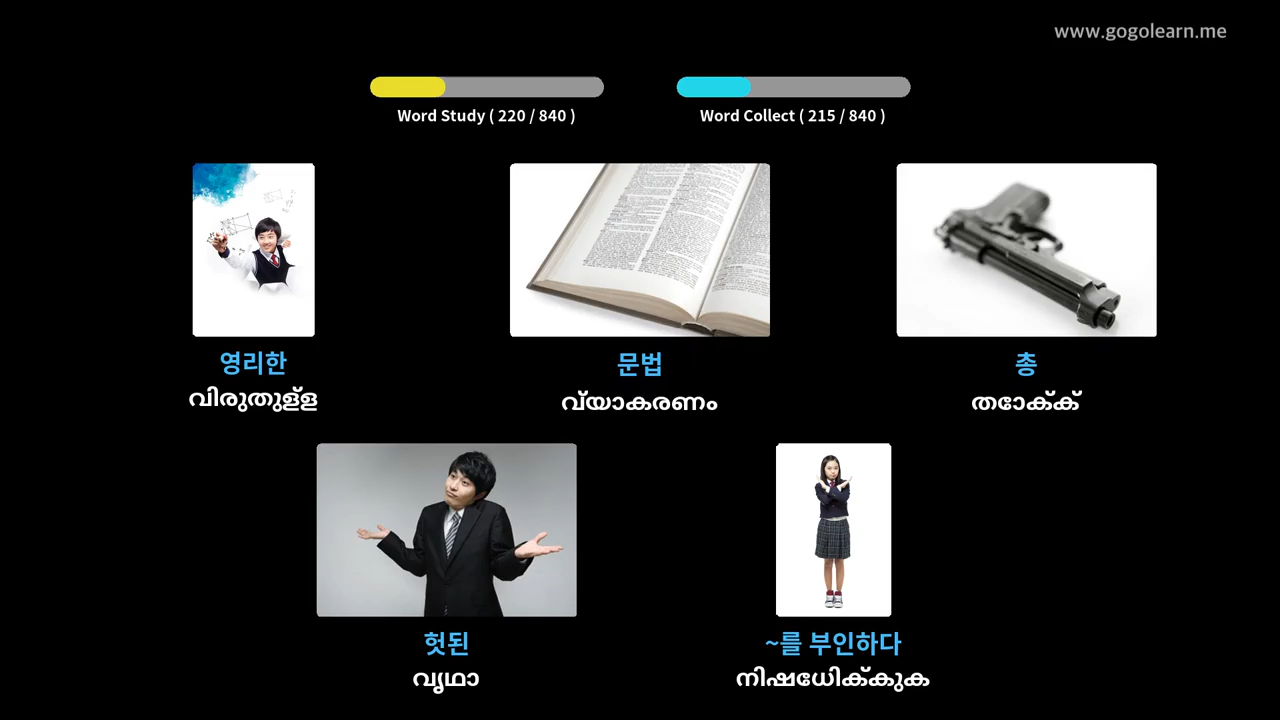 www.gogolearn.me
Word Study ( 220 / 840 )
Word Collect ( 215 / 840 )
영리한
വിരുതുള്ള
문법
വ്യാകരണം
총
തോക്ക്
헛된
വൃഥാ
~를 부인하다
നിഷേധിക്കുക